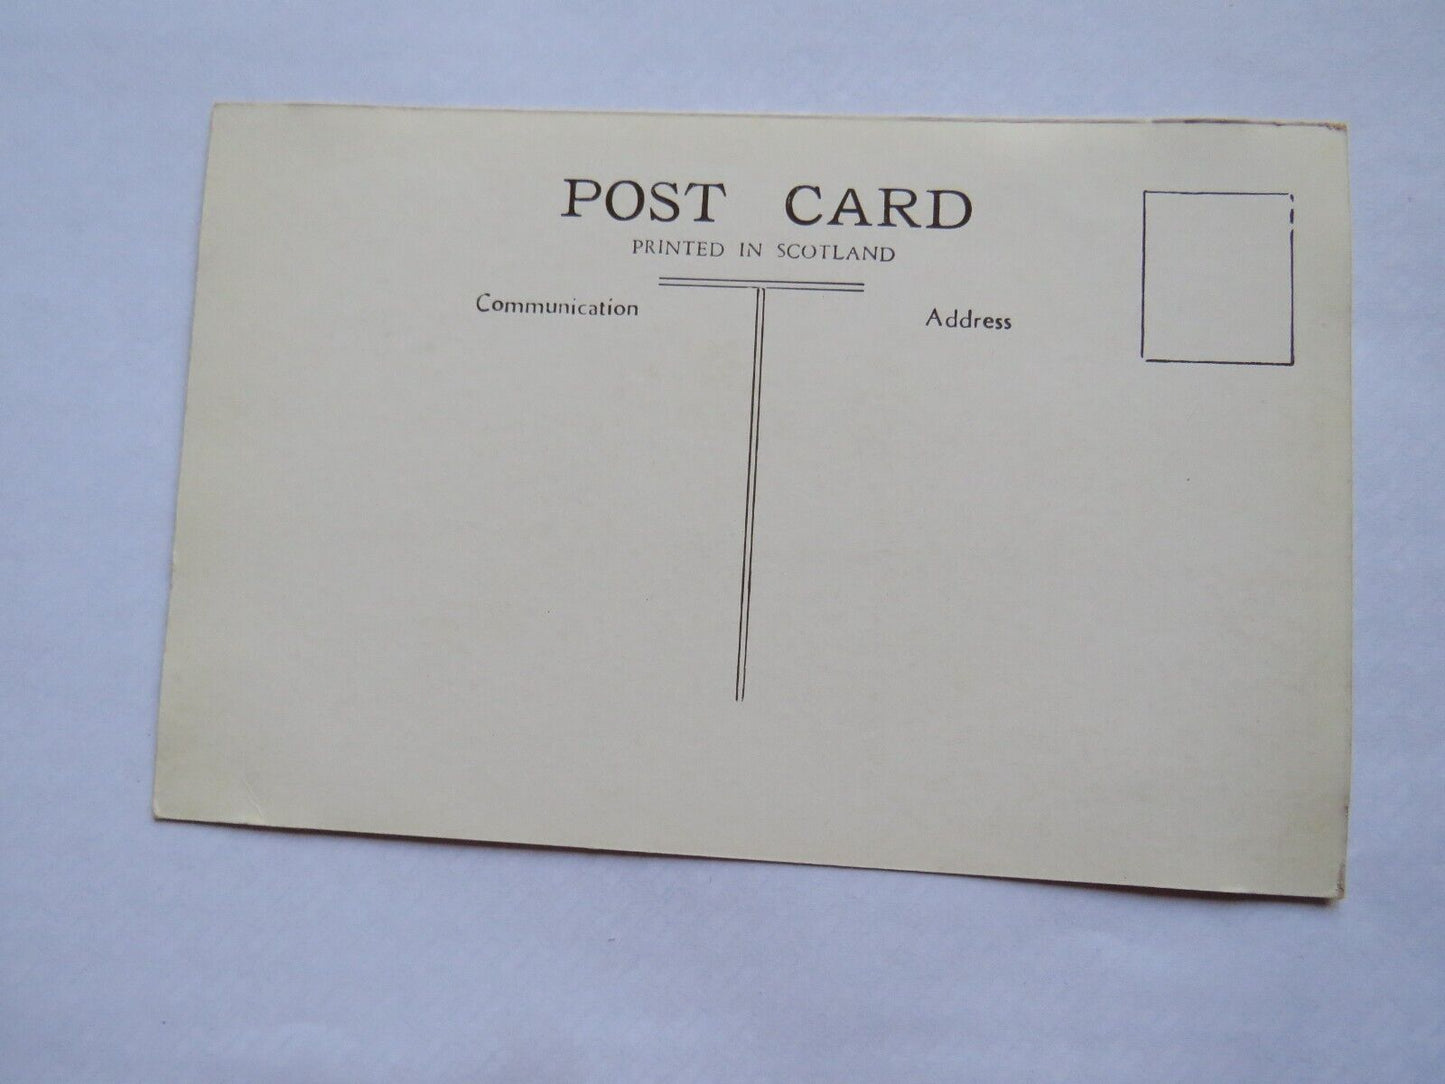 POST CARD
PRINTED IN SCOTLAND
Communication
Address